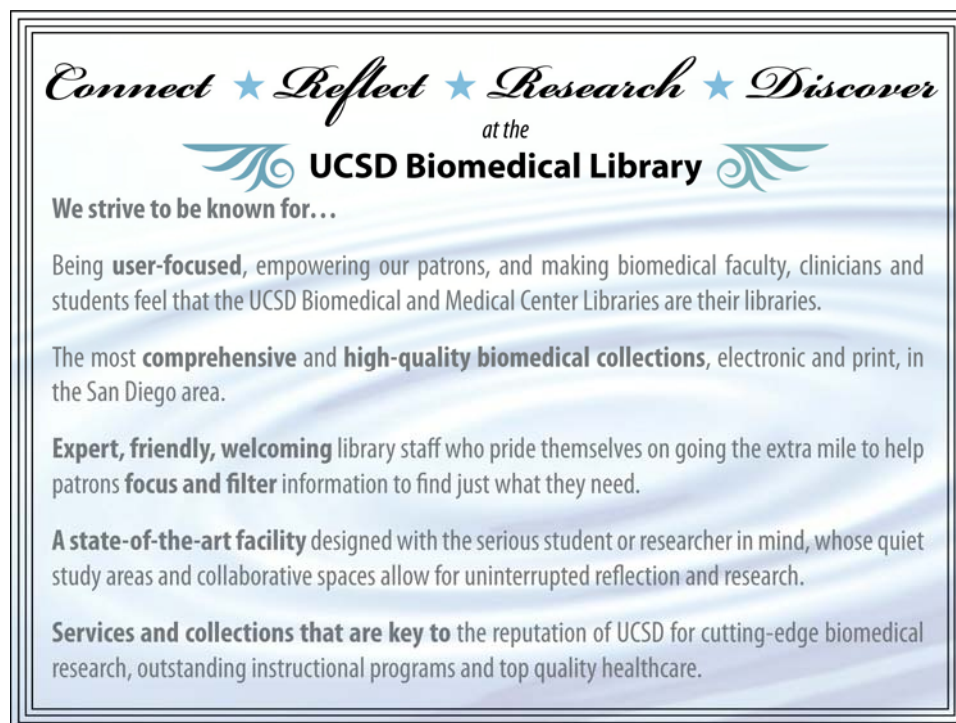 Connect ★ Reflect ★ Research ★ Discover
at the
UCSD Biomedical Library
We strive to be known for…
Being user-focused, empowering our patrons, and making biomedical faculty, clinicians and
students feel that the UCSD Biomedical and Medical Center Libraries are their libraries.
The most comprehensive and high-quality biomedical collections, electronic and print, in
the San Diego area.
Expert, friendly, welcoming library staff who pride themselves on going the extra mile to help
patrons focus and filter information to find just what they need.
A state-of-the-art facility designed with the serious student or researcher in mind, whose quiet
study areas and collaborative spaces allow for uninterrupted reflection and research.
Services and collections that are key to the reputation of UCSD for cutting-edge biomedical
research, outstanding instructional programs and top quality healthcare.